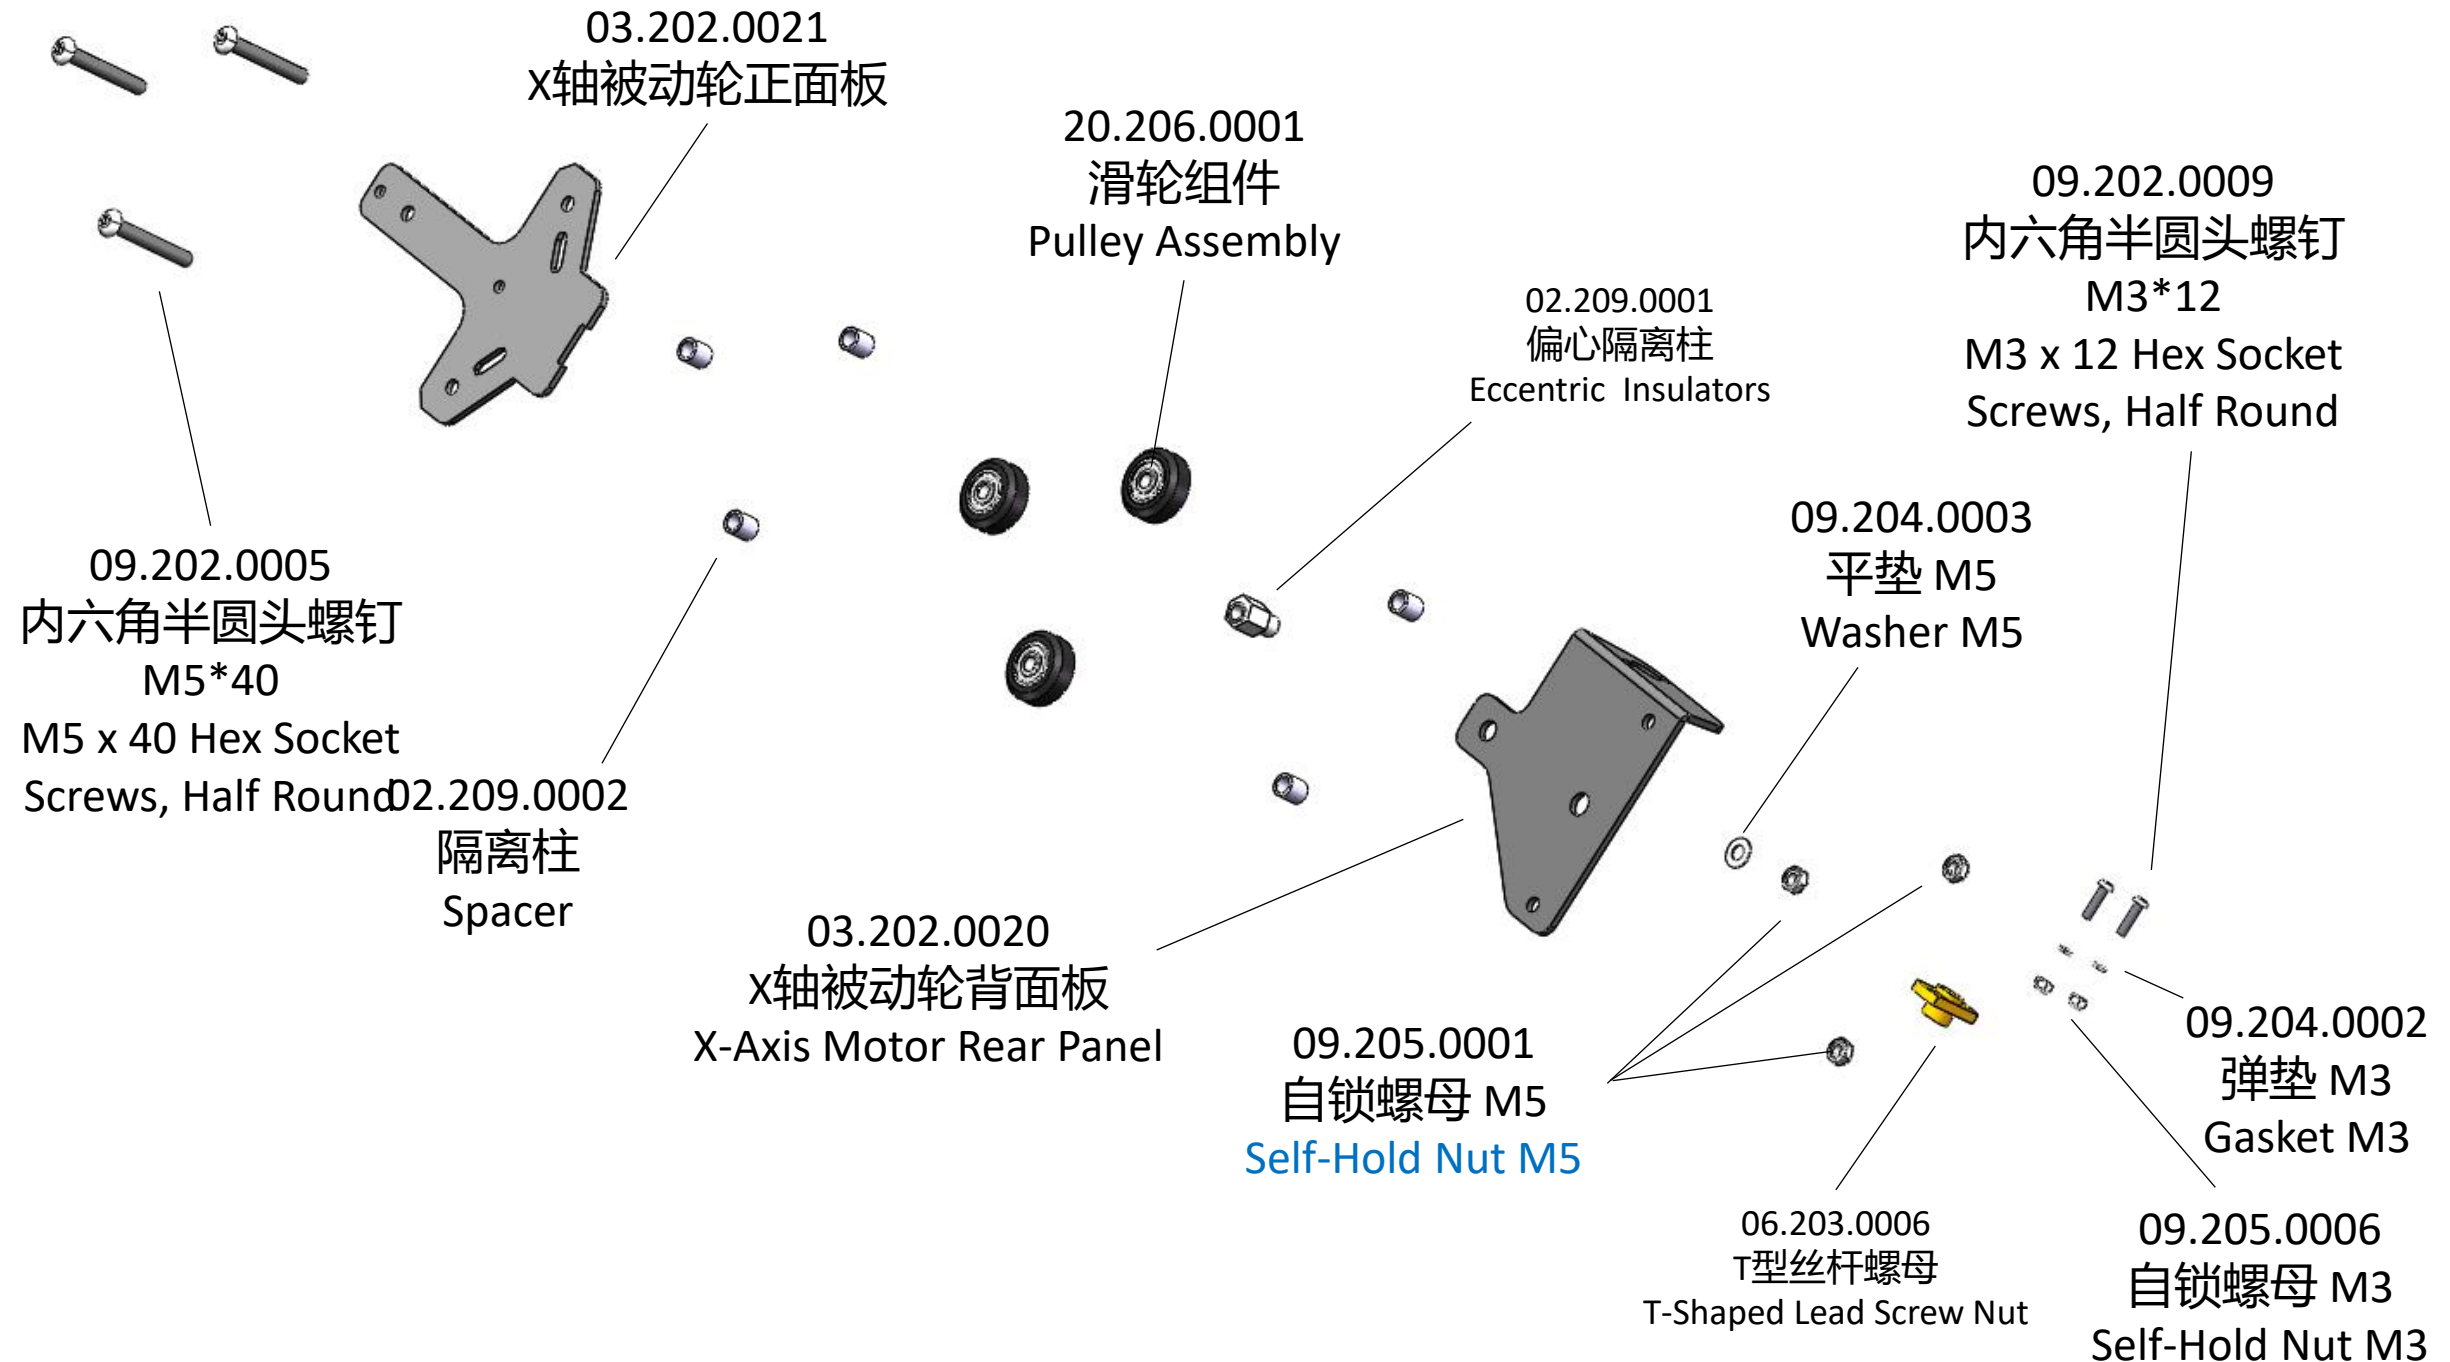 03.202.0021
X轴被动轮正面板
20.206.0001
滑轮组件
Pulley Assembly
02.209.0001
偏心隔离柱
Eccentric  Insulators
09.202.0009
内六角半圆头螺钉
M3*12
M3 x 12 Hex Socket
Screws, Half Round
09.204.0003
平垫 M5
Washer M5
09.202.0005
内六角半圆头螺钉
M5*40
M5 x 40 Hex Socket
Screws, Half Round
02.209.0002
隔离柱
Spacer
03.202.0020
X轴被动轮背面板
X-Axis Motor Rear Panel
09.205.0001
自锁螺母 M5
Self-Hold Nut M5
09.204.0002
弹垫 M3
Gasket M3
06.203.0006
T型丝杆螺母
T-Shaped Lead Screw Nut
09.205.0006
自锁螺母 M3
Self-Hold Nut M3